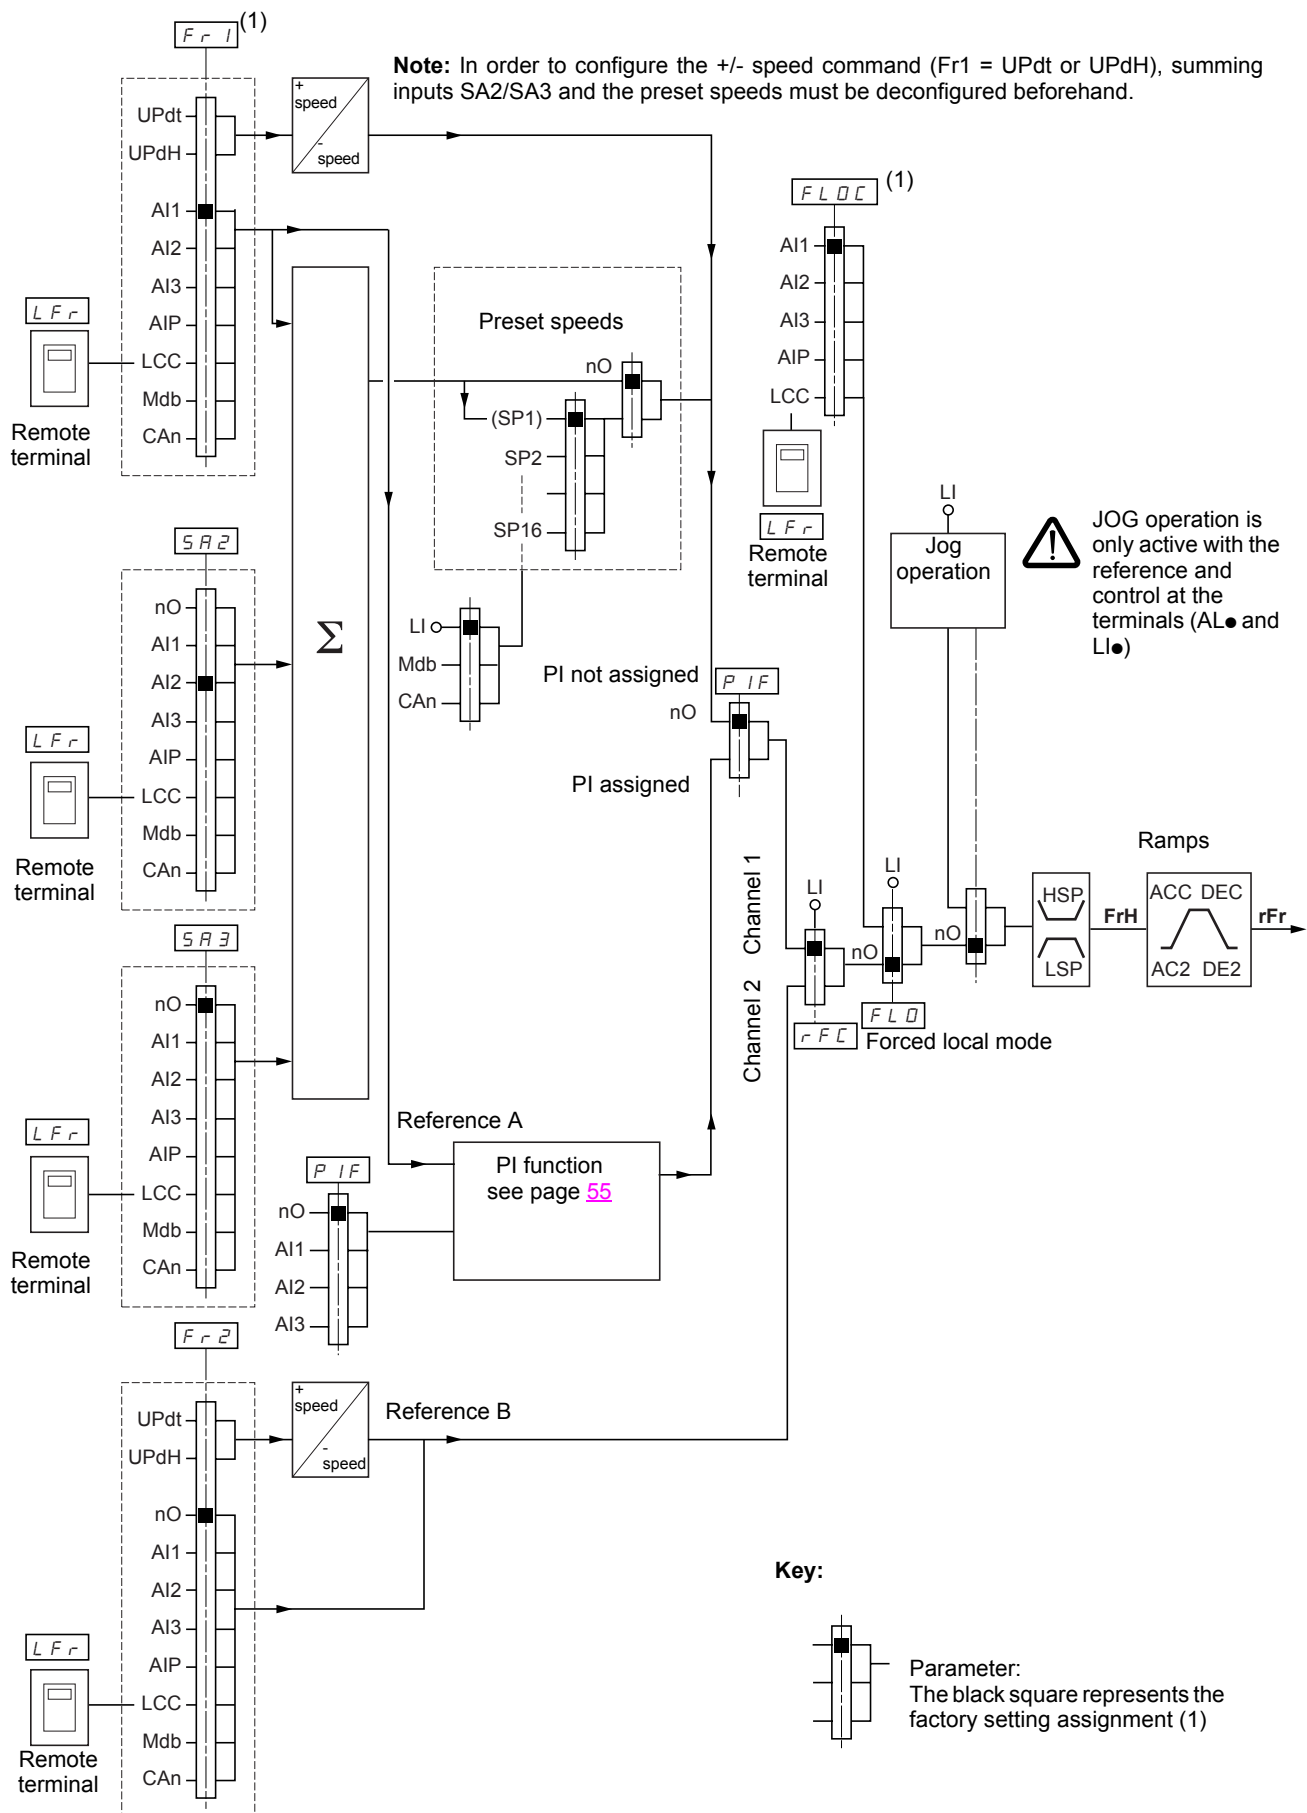 Fr1 (1)
Note: In order to configure the +/- speed command (Fr1 = UPdt or UPdH), summing
inputs SA2/SA3 and the preset speeds must be deconfigured beforehand.
UPdt
UPdH
AI1
AI2
AI3
AIP
LCC
Mdb
CAn
LFr
Remote
terminal
+
speed
-
speed
Preset speeds
nO
(SP1)
SP2
SP16
LI
Mdb
CAn
FLOC (1)
AI1
AI2
AI3
AIP
LCC
LFr
Remote
terminal
LI
Jog
operation
JOG operation is
only active with the
reference and
control at the
terminals (AL● and
LI●)
SA2
nO
AI1
AI2
AI3
AIP
LCC
Mdb
CAn
LFr
Remote
terminal
Σ
PI not assigned
nO
PIF
PI assigned
Channel 1
Channel 2
LI
nO
rFC
LI
nO
FLO
Forced local mode
HSP
LSP
FrH
Ramps
ACC DEC
AC2 DE2
rFr
SA3
nO
AI1
AI2
AI3
AIP
LCC
Mdb
CAn
LFr
Remote
terminal
Reference A
PIF
nO
AI1
AI2
AI3
PI function
see page 55
Fr2
UPdt
UPdH
nO
AI1
AI2
AI3
AIP
LCC
Mdb
CAn
LFr
Remote
terminal
+
speed
-
speed
Reference B
Key:
Parameter:
The black square represents the
factory setting assignment (1)